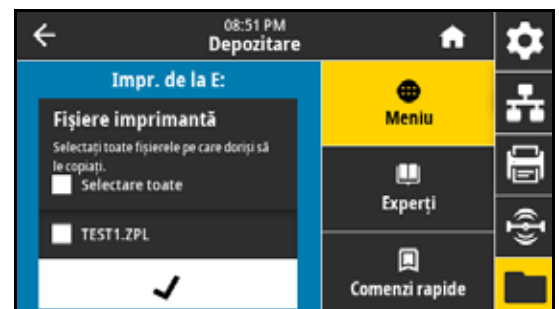 08:51 PM
Depozitare
Impr. de la E:
Fișiere imprimantă
Selectați toate fișierele pe care doriși să
le copiați.
Selectare toate
TEST1.ZPL
Meniu
Experți
Comenzi rapide